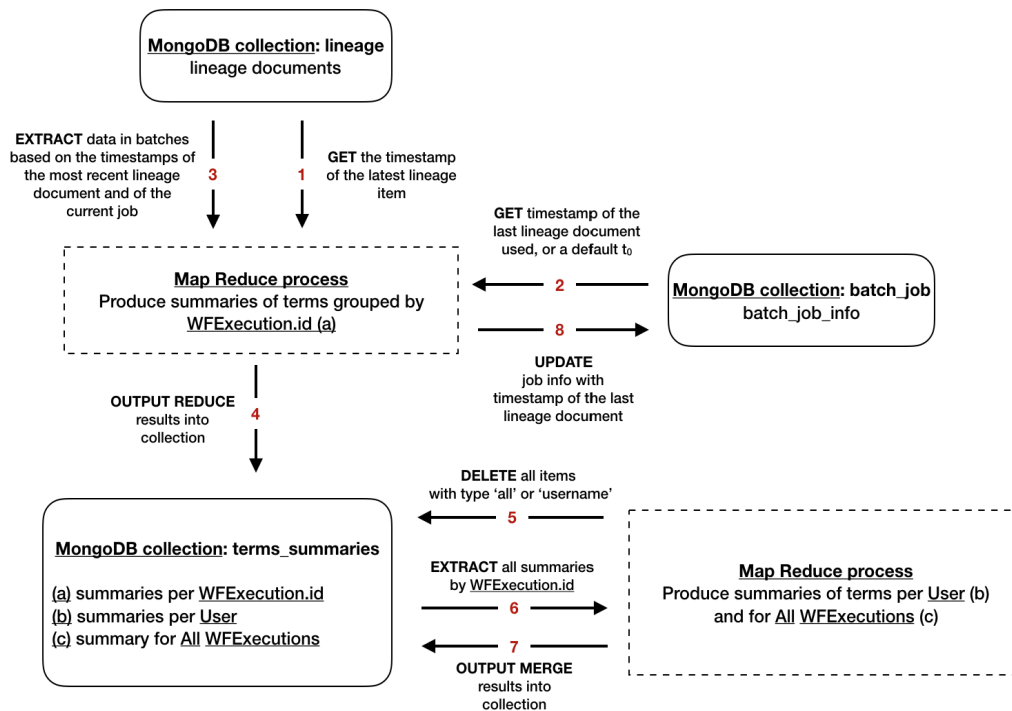 MongoDB collection: lineage
lineage documents
EXTRACT data in batches
based on the timestamps of
the most recent lineage
document and of the
current job
3
1
GET the timestamp
of the latest lineage
item
GET timestamp of the
last lineage document
used, or a default t₀
2
Map Reduce process
Produce summaries of terms grouped by
WFExecution.id (a)
MongoDB collection: batch_job
batch_job_info
8
UPDATE
job info with
timestamp of the last
lineage document
OUTPUT REDUCE
results into
collection
4
DELETE all items
with type ‘all’ or ‘username’
5
MongoDB collection: terms_summaries
(a) summaries per WFExecution.id
(b) summaries per User
(c) summary for All WFExecutions
EXTRACT all summaries
by WFExecution.id
6
7
OUTPUT MERGE
results into
collection
Map Reduce process
Produce summaries of terms per User (b)
and for All WFExecutions (c)